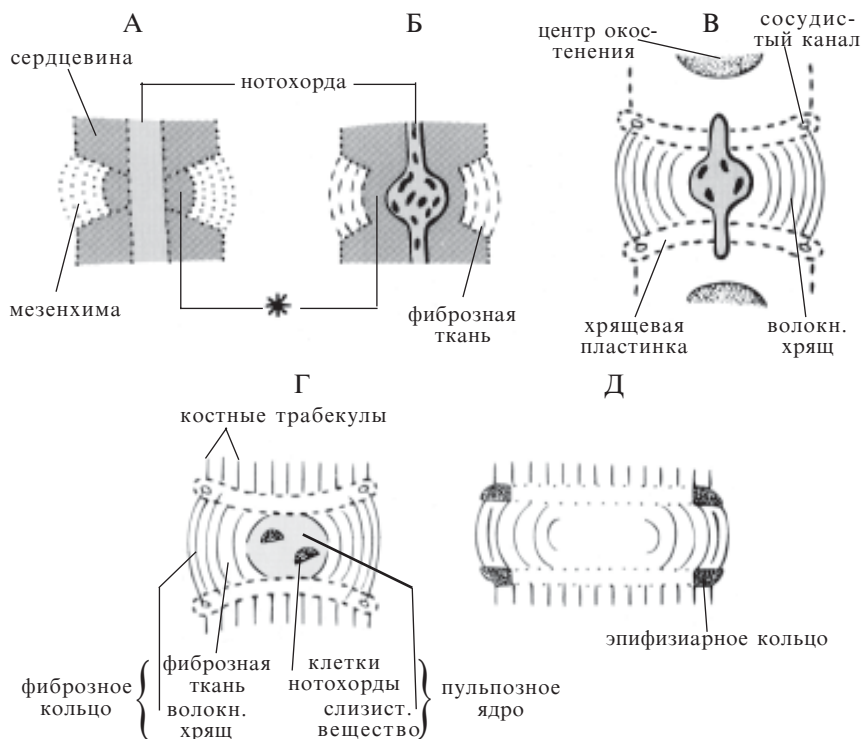 А
Б
В
сердцевина
нотохорда
центр окос-
тенения
сосудис-
тый канал
мезенхима
*
фиброзная
ткань
хрящевая
пластинка
волокн.
хрящ
Г
Д
костные трабекулы
эпифизиарное кольцо
фиброзное
кольцо
{
фиброзная
ткань
волокн.
хрящ
клетки
нотохорды
слизист.
вещество
}
пульпозное
ядро